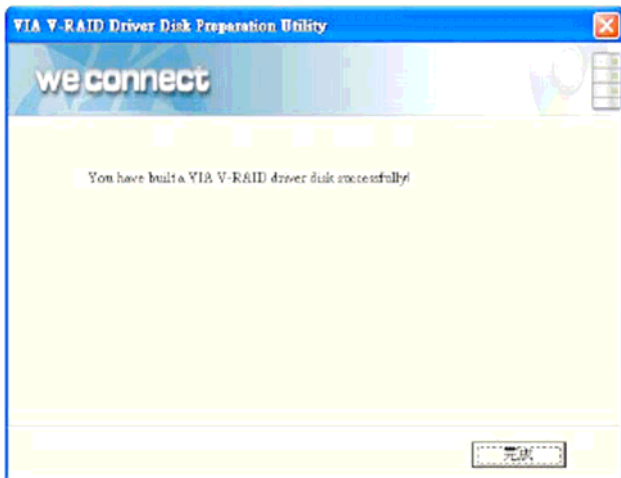 VIA V-RAID Driver Disk Preparation Utility
we connect
You have built a VIA V-RAID driver disk successfully!
完成